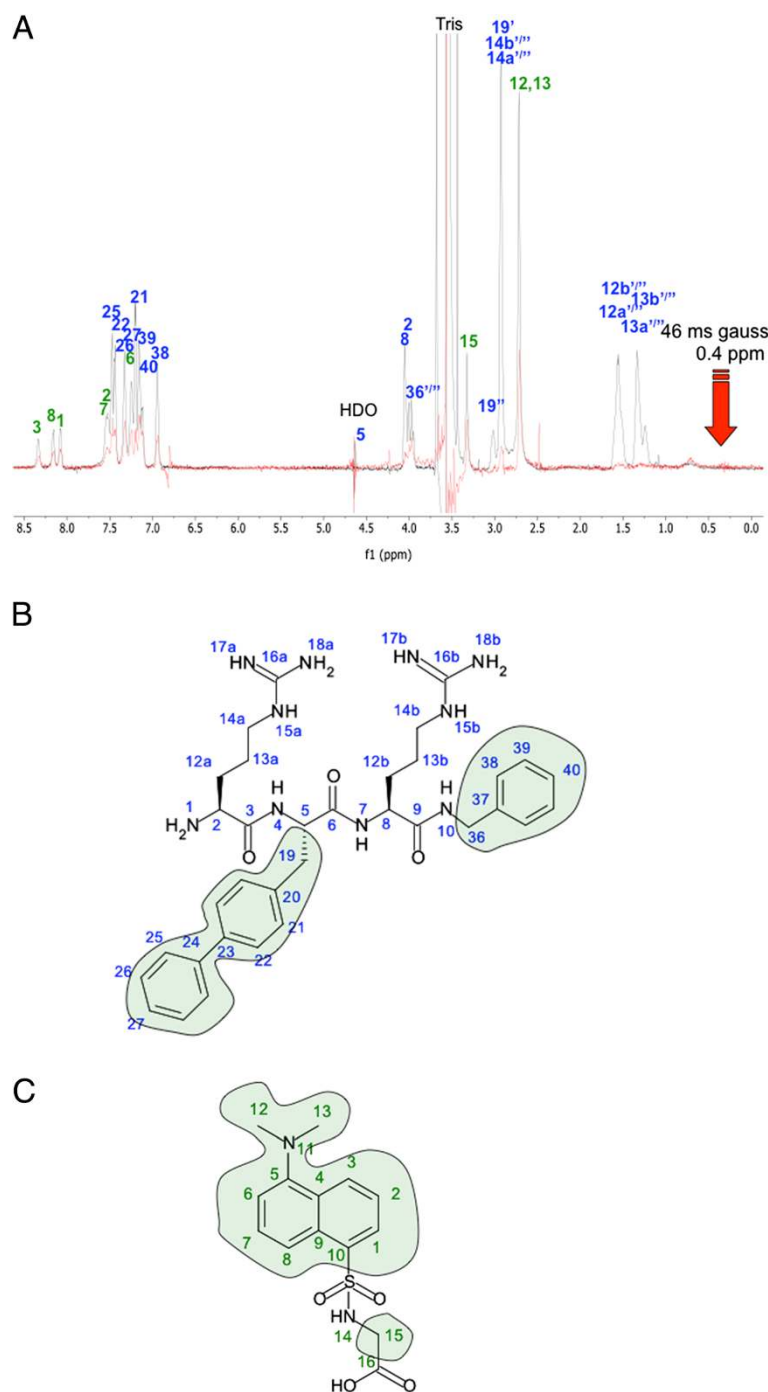 A
Tris
19'
14b'/''
14a'/''
12,13
21
25
22
27
39
26
6
38
40
2
7
3
8
1
HDO
5
2
8
36'/''
15
19''
12b'/''
13b'/''
12a'/''
13a'/''
46 ms gauss
0.4 ppm
8.5 8.0 7.5 7.0 6.5 6.0 5.5 5.0 4.5 4.0 3.5 3.0 2.5 2.0 1.5 1.0 0.5 0.0
f1 (ppm)
B
17a 18a 17b 18b
HN 16a NH2 HN 16b NH2
NH NH
14a 15a 14b 15b
12a 13a 12b 13b
39
38
40
37
1 H O H
H2N 2 3 N 4 5 6 7 N 8 9 N 10 36
O H O
19
20
21
25 24
23 22
26
27
C
12 13
N
11
3
5 4
6 2
7 9 1
8 10
S
O O
HN
14 15
16
HO O